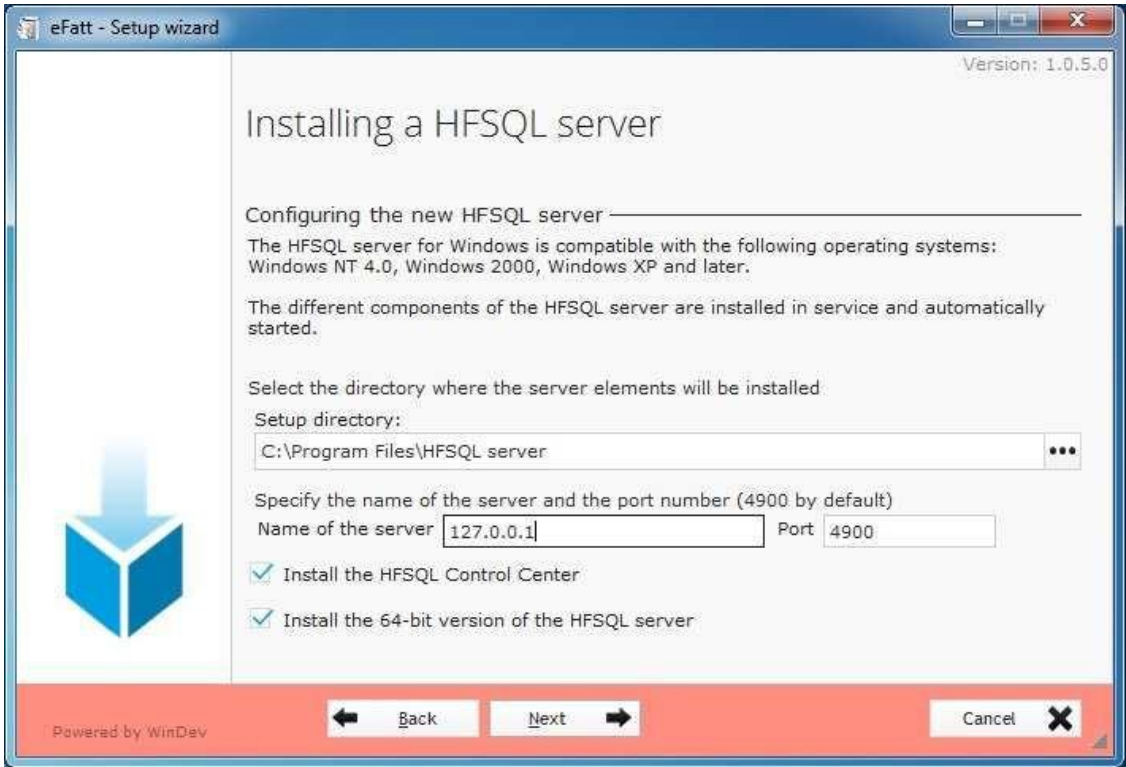 eFatt - Setup wizard
Version: 1.0.5.0
Installing a HFSQL server
Configuring the new HFSQL server
The HFSQL server for Windows is compatible with the following operating systems:
Windows NT 4.0, Windows 2000, Windows XP and later.
The different components of the HFSQL server are installed in service and automatically
started.
Select the directory where the server elements will be installed
Setup directory:
C:\Program Files\HFSQL server
Specify the name of the server and the port number (4900 by default)
Name of the server 127.0.0.1 Port 4900
Install the HFSQL Control Center
Install the 64-bit version of the HFSQL server
Powered by WinDev Back Next Cancel